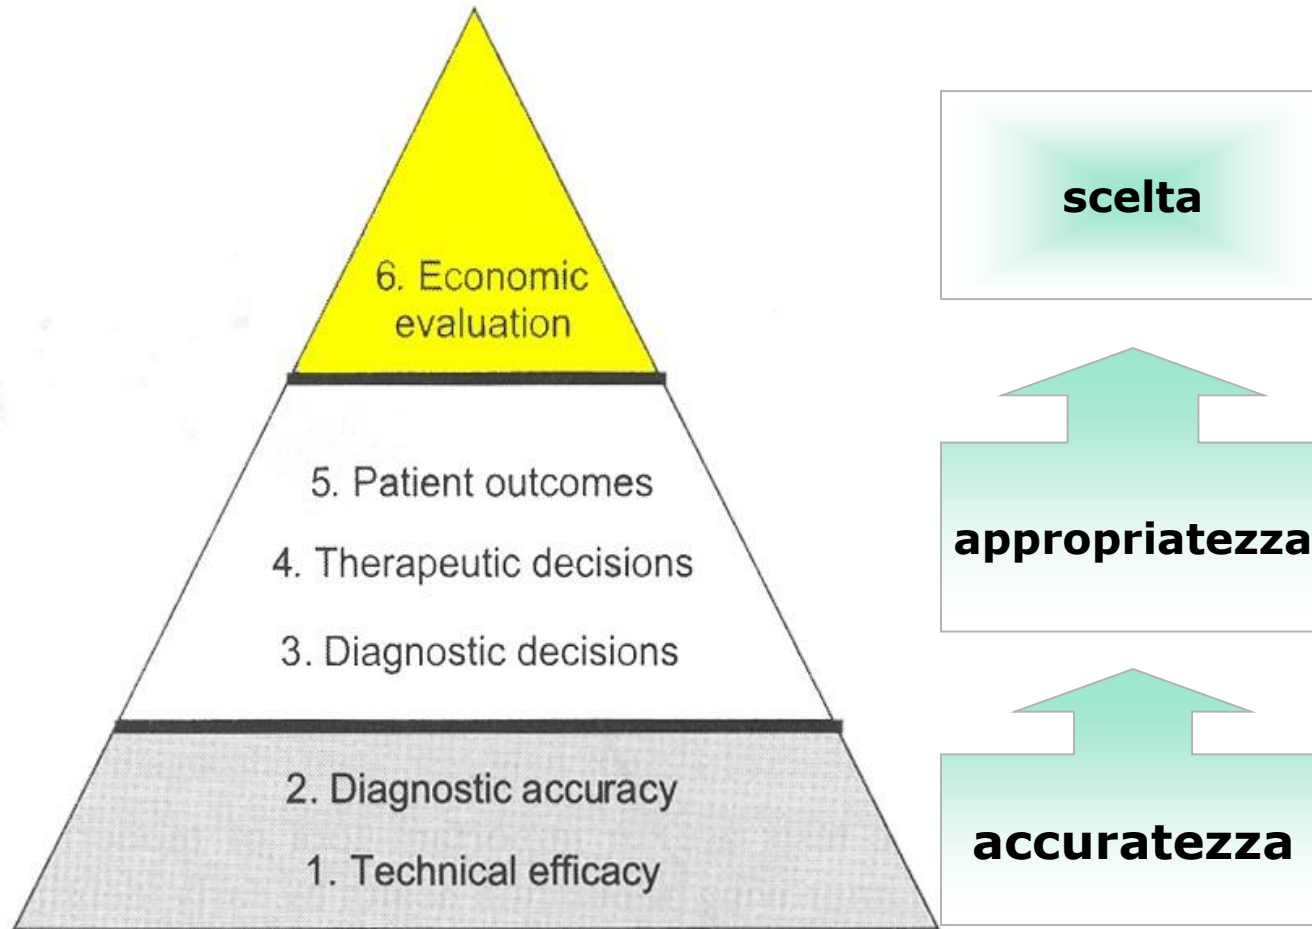 6. Economic
evaluation
5. Patient outcomes
4. Therapeutic decisions
3. Diagnostic decisions
2. Diagnostic accuracy
1. Technical efficacy
scelta
appropriatezza
accuratezza